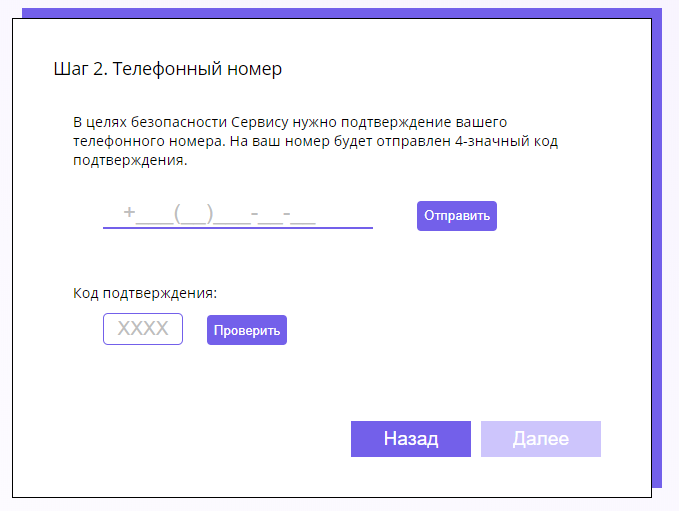 Шаг 2. Телефонный номер
В целях безопасности Сервису нужно подтверждение вашего
телефонного номера. На ваш номер будет отправлен 4-значный код
подтверждения.
+___(__)___-__-__
Отправить
Код подтверждения:
XXXX
Проверить
Назад
Далее